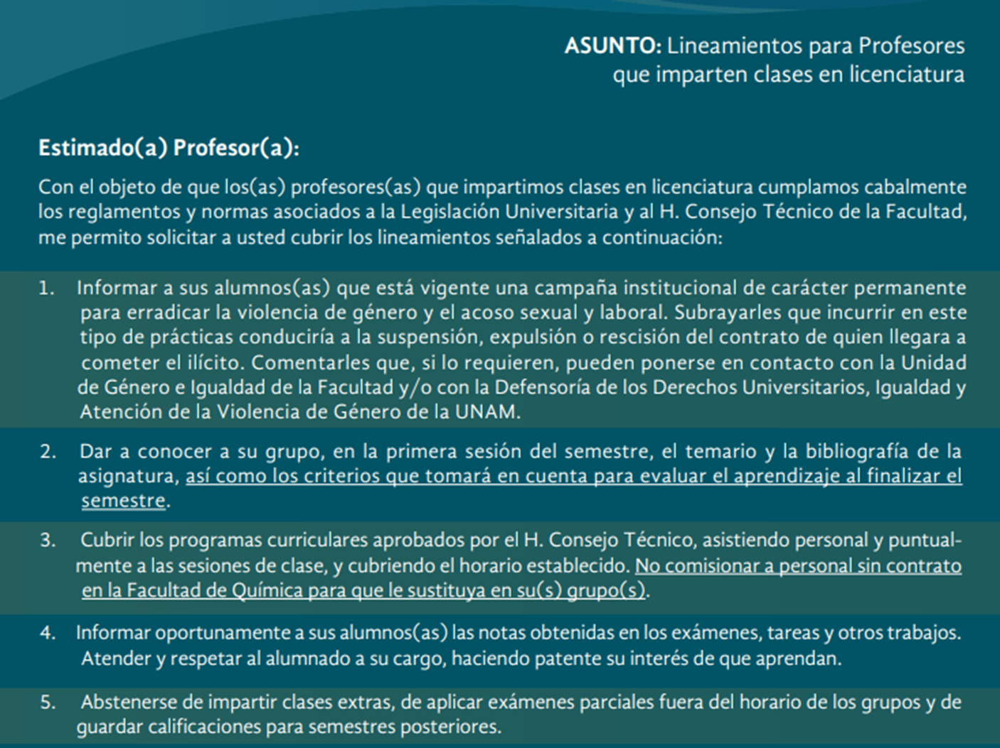 ASUNTO: Lineamientos para Profesores
que imparten clases en licenciatura
Estimado(a) Profesor(a):
Con el objeto de que los(as) profesores(as) que impartimos clases en licenciatura cumplamos cabalmente
los reglamentos y normas asociados a la Legislación Universitaria y al H. Consejo Técnico de la Facultad,
me permito solicitar a usted cubrir los lineamientos señalados a continuación:
1. Informar a sus alumnos(as) que está vigente una campaña institucional de carácter permanente
para erradicar la violencia de género y el acoso sexual y laboral. Subrayarles que incurrir en este
tipo de prácticas conduciría a la suspensión, expulsión o rescisión del contrato de quien llegara a
cometer el ilícito. Comentarles que, si lo requieren, pueden ponerse en contacto con la Unidad
de Género e Igualdad de la Facultad y/o con la Defensoría de los Derechos Universitarios, Igualdad y
Atención de la Violencia de Género de la UNAM.
2. Dar a conocer a su grupo, en la primera sesión del semestre, el temario y la bibliografía de la
asignatura, así como los criterios que tomará en cuenta para evaluar el aprendizaje al finalizar el
semestre.
3. Cubrir los programas curriculares aprobados por el H. Consejo Técnico, asistiendo personal y puntual-
mente a las sesiones de clase, y cubriendo el horario establecido. No comisionar a personal sin contrato
en la Facultad de Química para que le sustituya en su(s) grupo(s).
4. Informar oportunamente a sus alumnos(as) las notas obtenidas en los exámenes, tareas y otros trabajos.
Atender y respetar al alumnado a su cargo, haciendo patente su interés de que aprendan.
5. Abstenerse de impartir clases extras, de aplicar exámenes parciales fuera del horario de los grupos y de
guardar calificaciones para semestres posteriores.